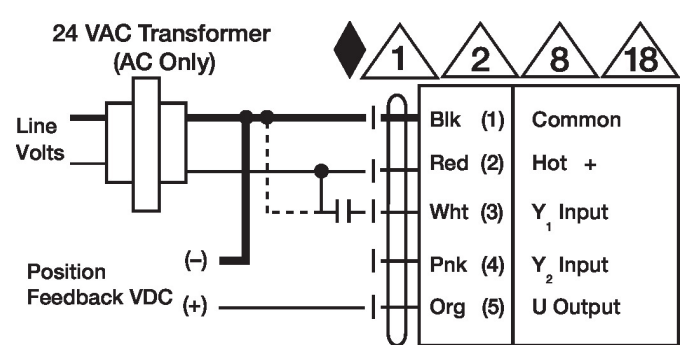 24 VAC Transformer
(AC Only)
1 2 8 18
Line
Volts
Blk (1) Common
Red (2) Hot +
Wht (3) Y1 Input
Pnk (4) Y2 Input
Org (5) U Output
Position
Feedback VDC
(–)
(+)